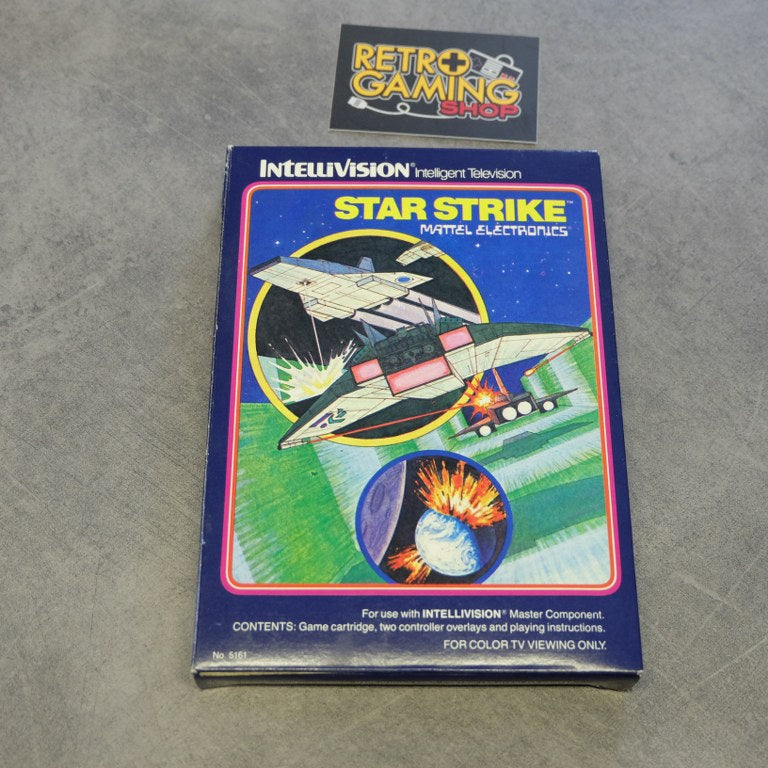 RETRO
GAMING
SHOP
INTELLIVISION® Intelligent Television
STAR STRIKE™
MATTEL ELECTRONICS®
For use with INTELLIVISION® Master Component.
CONTENTS: Game cartridge, two controller overlays and playing instructions.
FOR COLOR TV VIEWING ONLY.
No. 5161